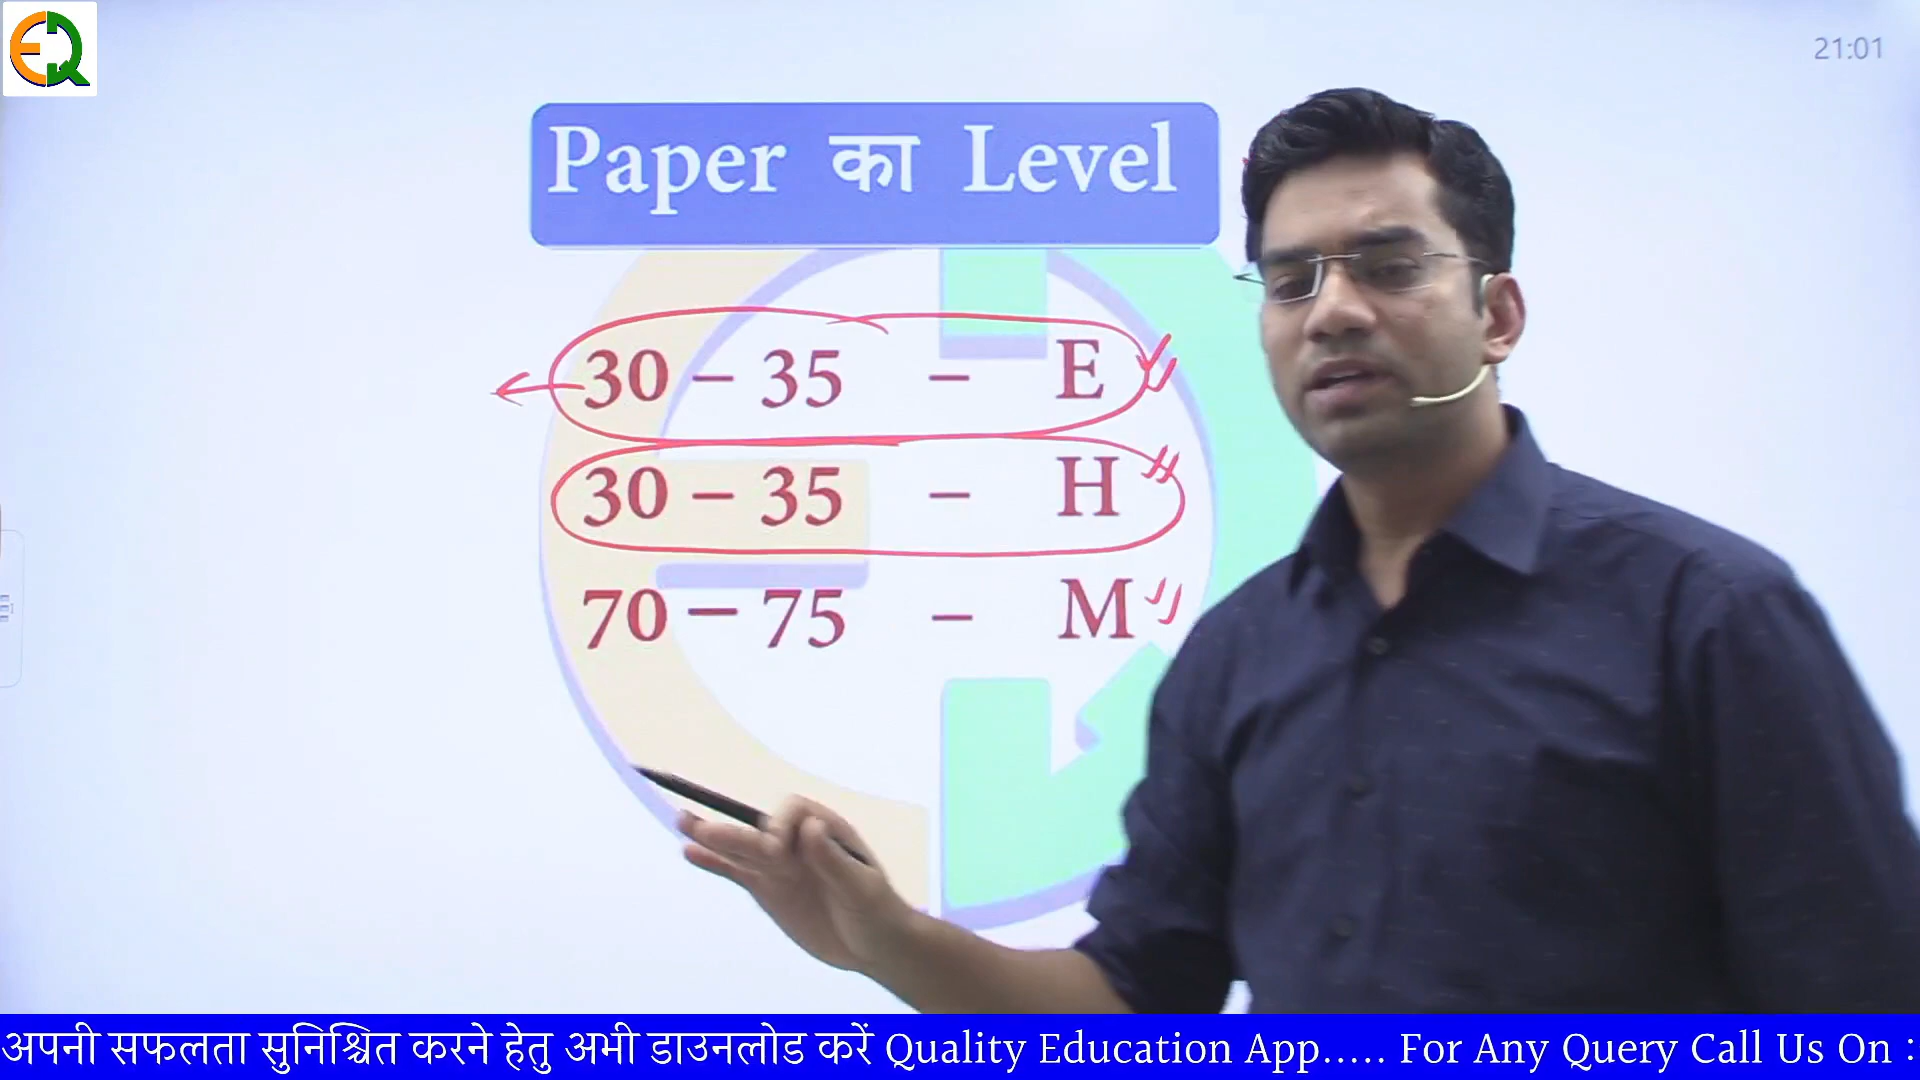 EQ
21:01
Paper का Level
30 – 35 – E
30 – 35 – H
70 – 75 – M
अपनी सफलता सुनिश्चित करने हेतु अभी डाउनलोड करें Quality Education App..... For Any Query Call Us On :